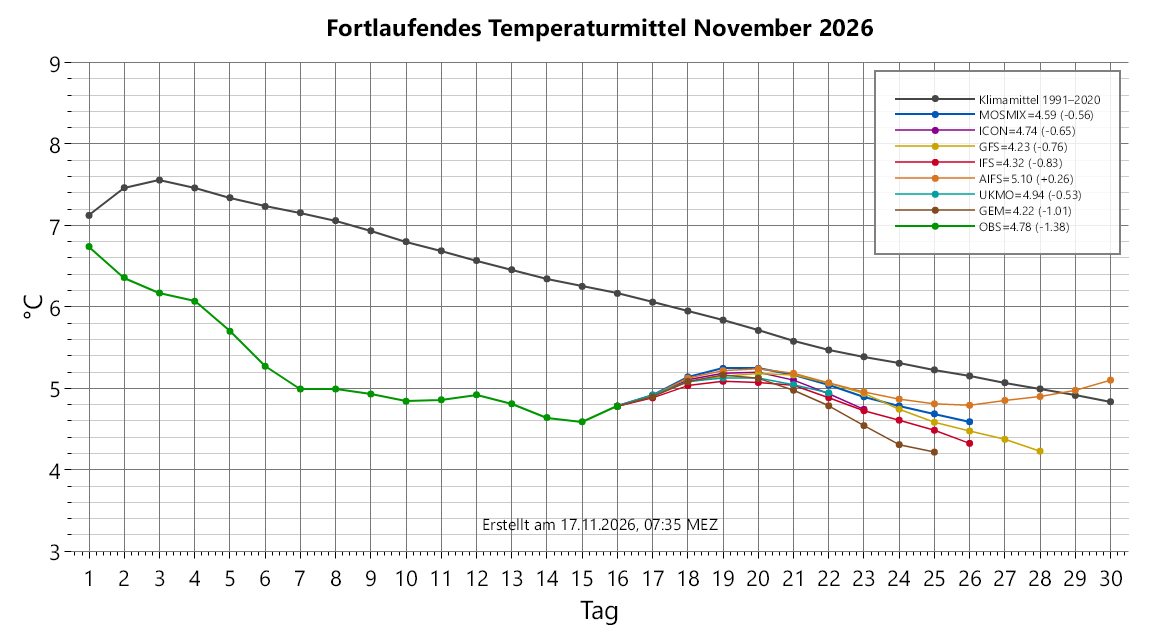 Fortlaufendes Temperaturmittel November 2026
9
8
7
6
5
4
3
°C
Klimamittel 1991–2020
MOSMIX=4.59 (-0.56)
ICON=4.74 (-0.65)
GFS=4.23 (-0.76)
IFS=4.32 (-0.83)
AIFS=5.10 (+0.26)
UKMO=4.94 (-0.53)
GEM=4.22 (-1.01)
OBS=4.78 (-1.38)
Erstellt am 17.11.2026, 07:35 MEZ
1 2 3 4 5 6 7 8 9 10 11 12 13 14 15 16 17 18 19 20 21 22 23 24 25 26 27 28 29 30
Tag